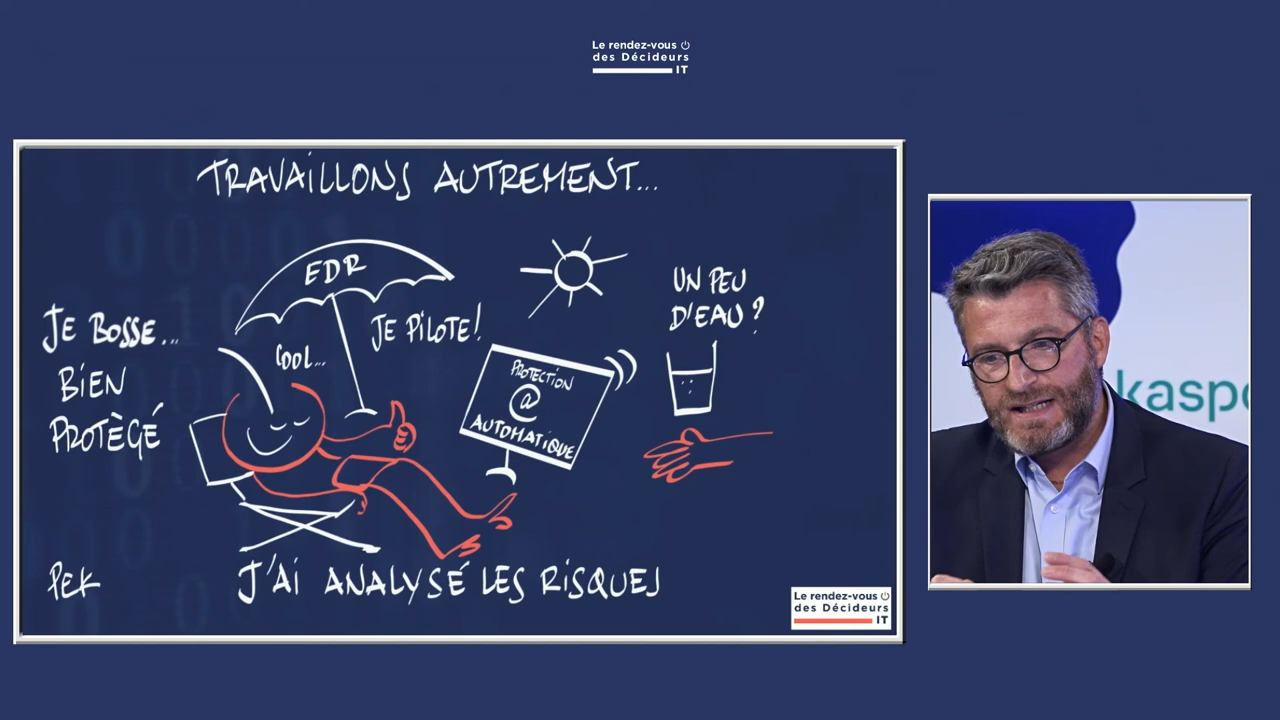 Le rendez-vous
des Décideurs
IT
TRAVAILLONS AUTREMENT...
EDR
JE BOSSE...
BIEN
PROTÈGÉ
COOL...
JE PILOTE!
UN PEU
D'EAU?
PROTECTION
@
AUTOMATIQUE
PEK
J'AI ANALYSÉ LES RISQUES
Le rendez-vous
des Décideurs
IT
kaspe